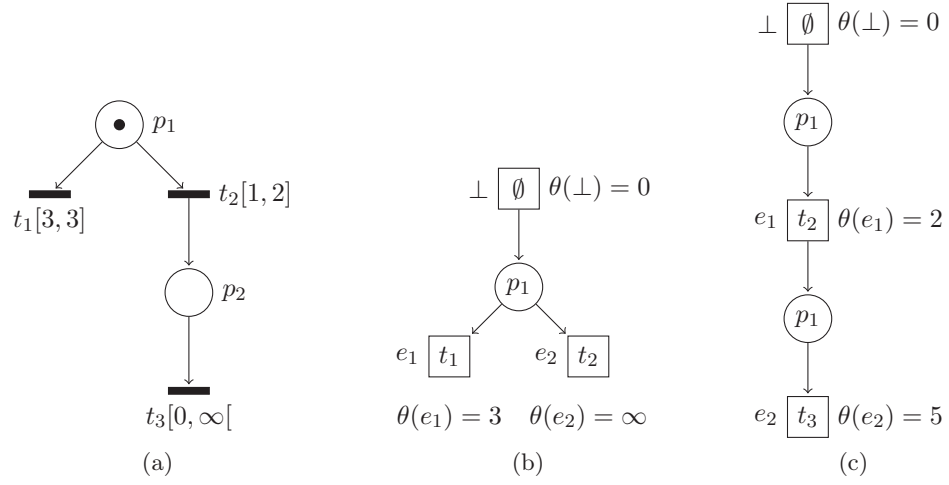 p₁
t₁[3, 3]
t₂[1, 2]
p₂
t₃[0, ∞[
(a)
⊥ ∅ θ(⊥) = 0
p₁
e₁ t₁
e₂ t₂
θ(e₁) = 3 θ(e₂) = ∞
(b)
⊥ ∅ θ(⊥) = 0
p₁
e₁ t₂ θ(e₁) = 2
p₁
e₂ t₃ θ(e₂) = 5
(c)